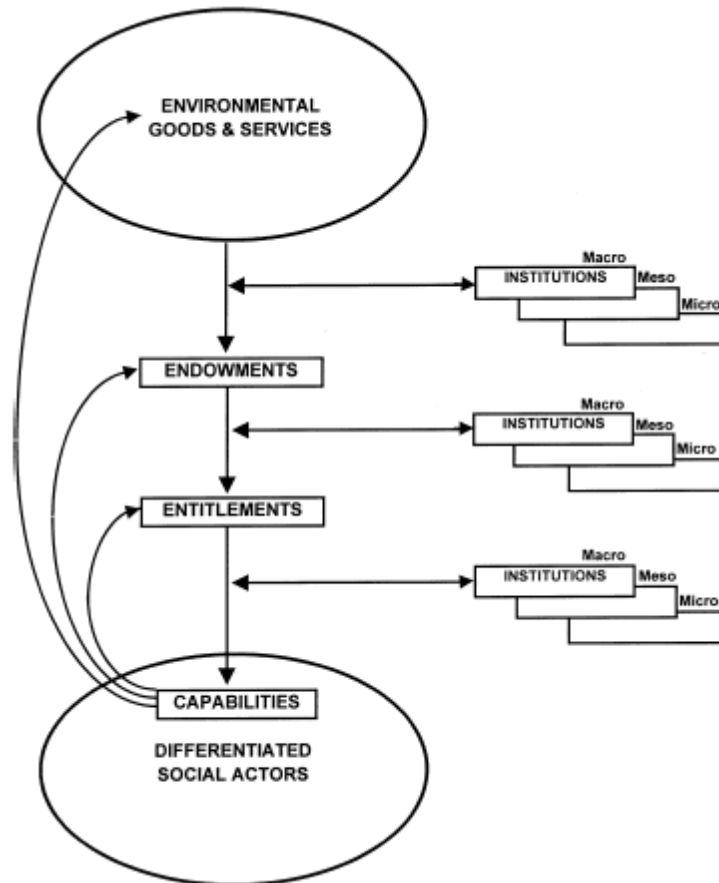 ENVIRONMENTAL
GOODS & SERVICES
Macro
INSTITUTIONS
Meso
Micro
ENDOWMENTS
Macro
INSTITUTIONS
Meso
Micro
ENTITLEMENTS
Macro
INSTITUTIONS
Meso
Micro
CAPABILITIES
DIFFERENTIATED
SOCIAL ACTORS